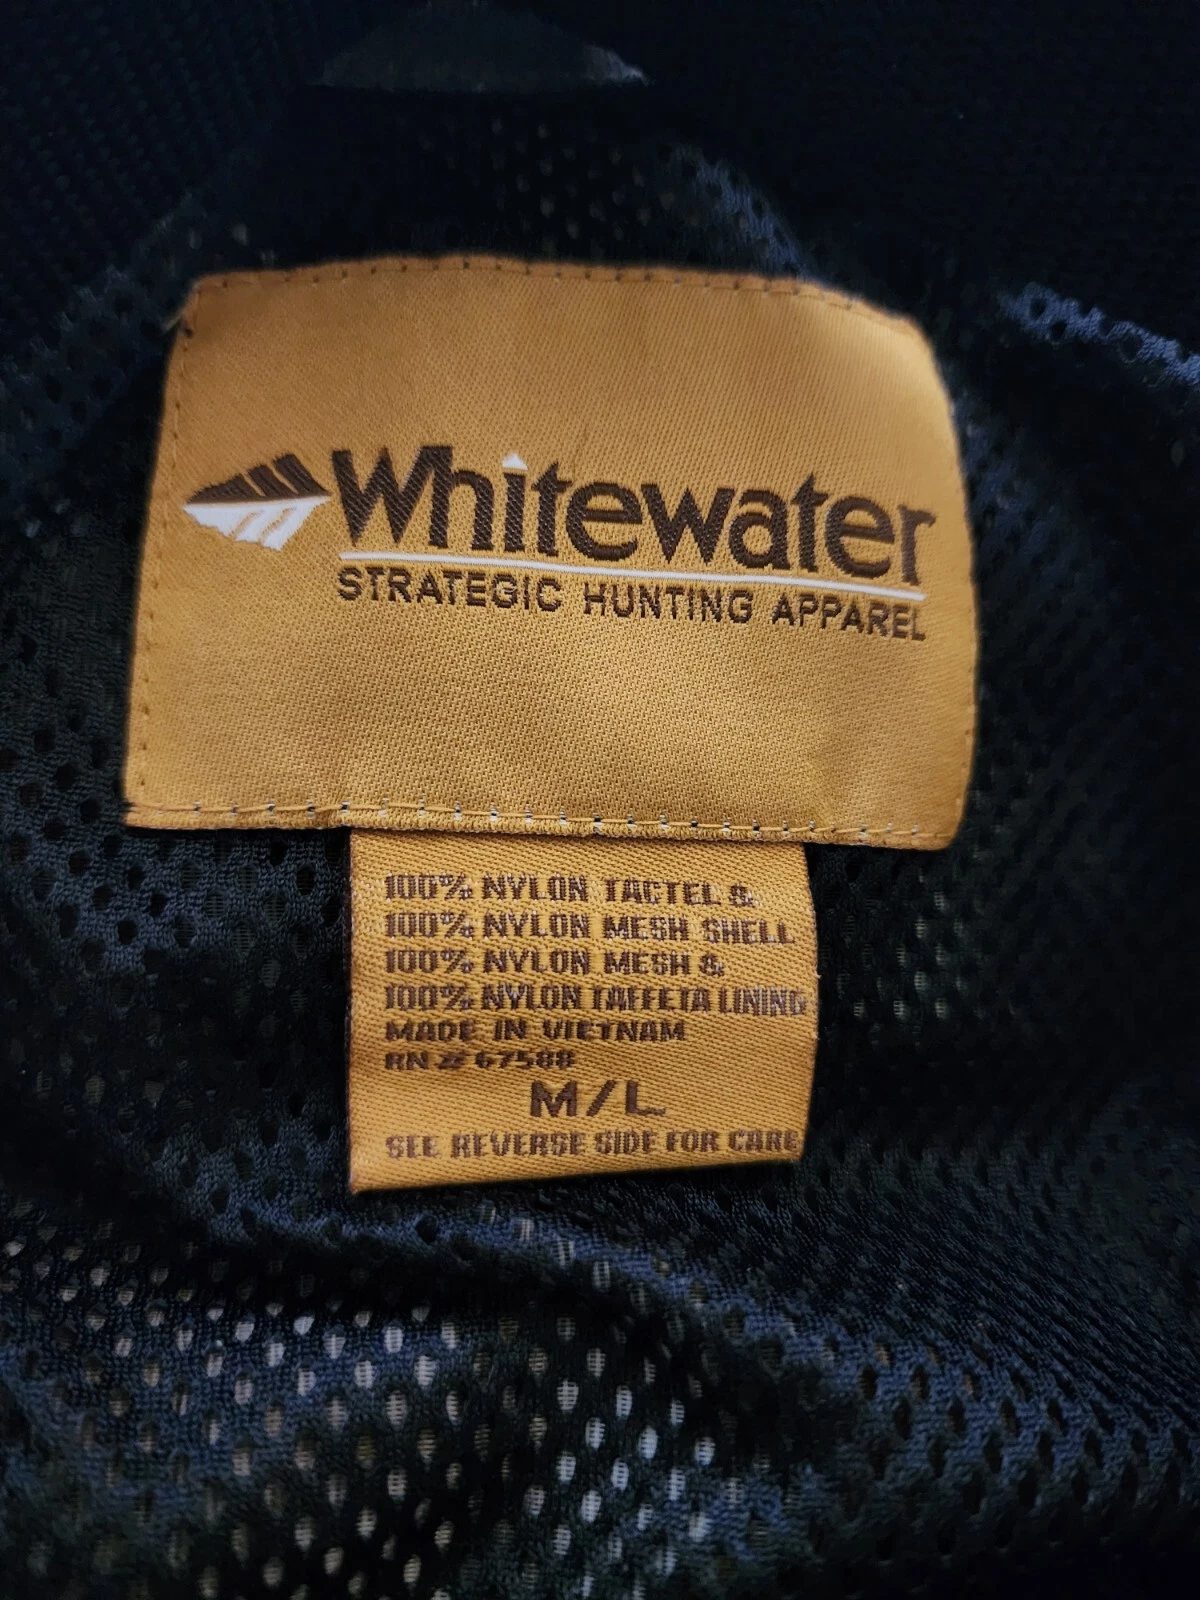 Whitewater
STRATEGIC HUNTING APPAREL
100% NYLON TACTEL &
100% NYLON MESH SHELL
100% NYLON MESH &
100% NYLON TAFFETA LINING
MADE IN VIETNAM
RN # 67588
M/L
SEE REVERSE SIDE FOR CARE